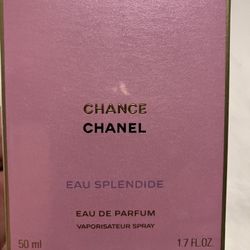 CHANCE
CHANEL
EAU SPLENDIDE
EAU DE PARFUM
VAPORISATEUR SPRAY
50 ml 1.7 FL.OZ.